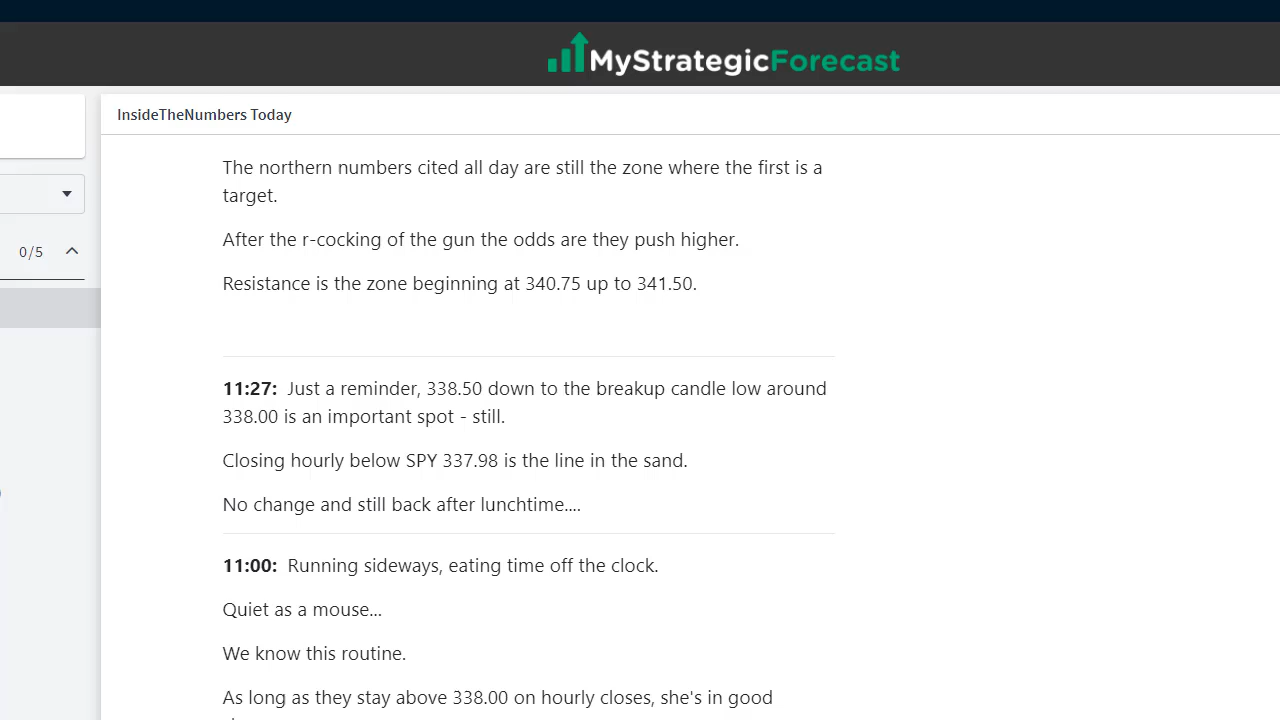 MyStrategicForecast
InsideTheNumbers Today
0/5
The northern numbers cited all day are still the zone where the first is a
target.
After the r-cocking of the gun the odds are they push higher.
Resistance is the zone beginning at 340.75 up to 341.50.
11:27: Just a reminder, 338.50 down to the breakup candle low around
338.00 is an important spot - still.
Closing hourly below SPY 337.98 is the line in the sand.
No change and still back after lunchtime....
11:00: Running sideways, eating time off the clock.
Quiet as a mouse...
We know this routine.
As long as they stay above 338.00 on hourly closes, she's in good